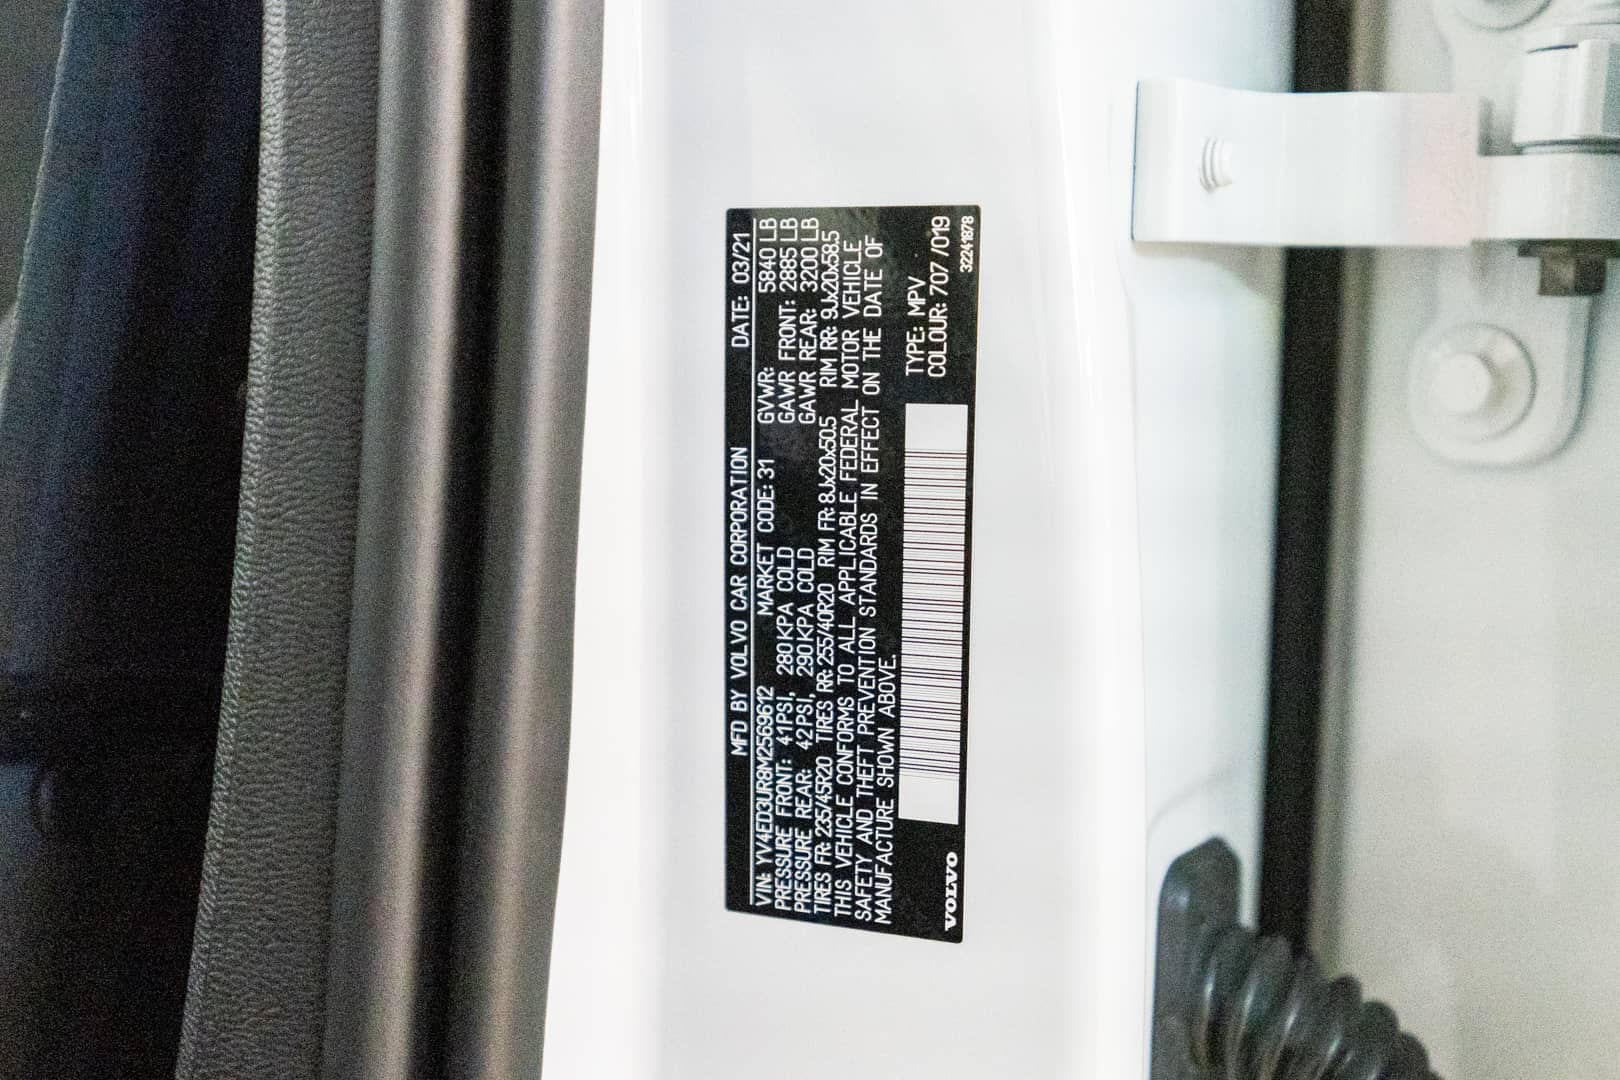 MFD BY VOLVO CAR CORPORATION DATE: 03/21
VIN: YV4ED3UR8M2569612 MARKET CODE: 31 GVWR: 5840 LB
PRESSURE FRONT: 41PSI, 280KPA COLD GAWR FRONT: 2885 LB
PRESSURE REAR: 42PSI, 290KPA COLD GAWR REAR: 3200 LB
TIRES FR: 235/45R20 TIRES RR: 255/40R20 RIM FR: 8Jx20x50.5 RIM RR: 9Jx20x58.5
THIS VEHICLE CONFORMS TO ALL APPLICABLE FEDERAL MOTOR VEHICLE
SAFETY AND THEFT PREVENTION STANDARDS IN EFFECT ON THE DATE OF
MANUFACTURE SHOWN ABOVE.
TYPE: MPV
COLOUR: 707 /019
VOLVO
32241878